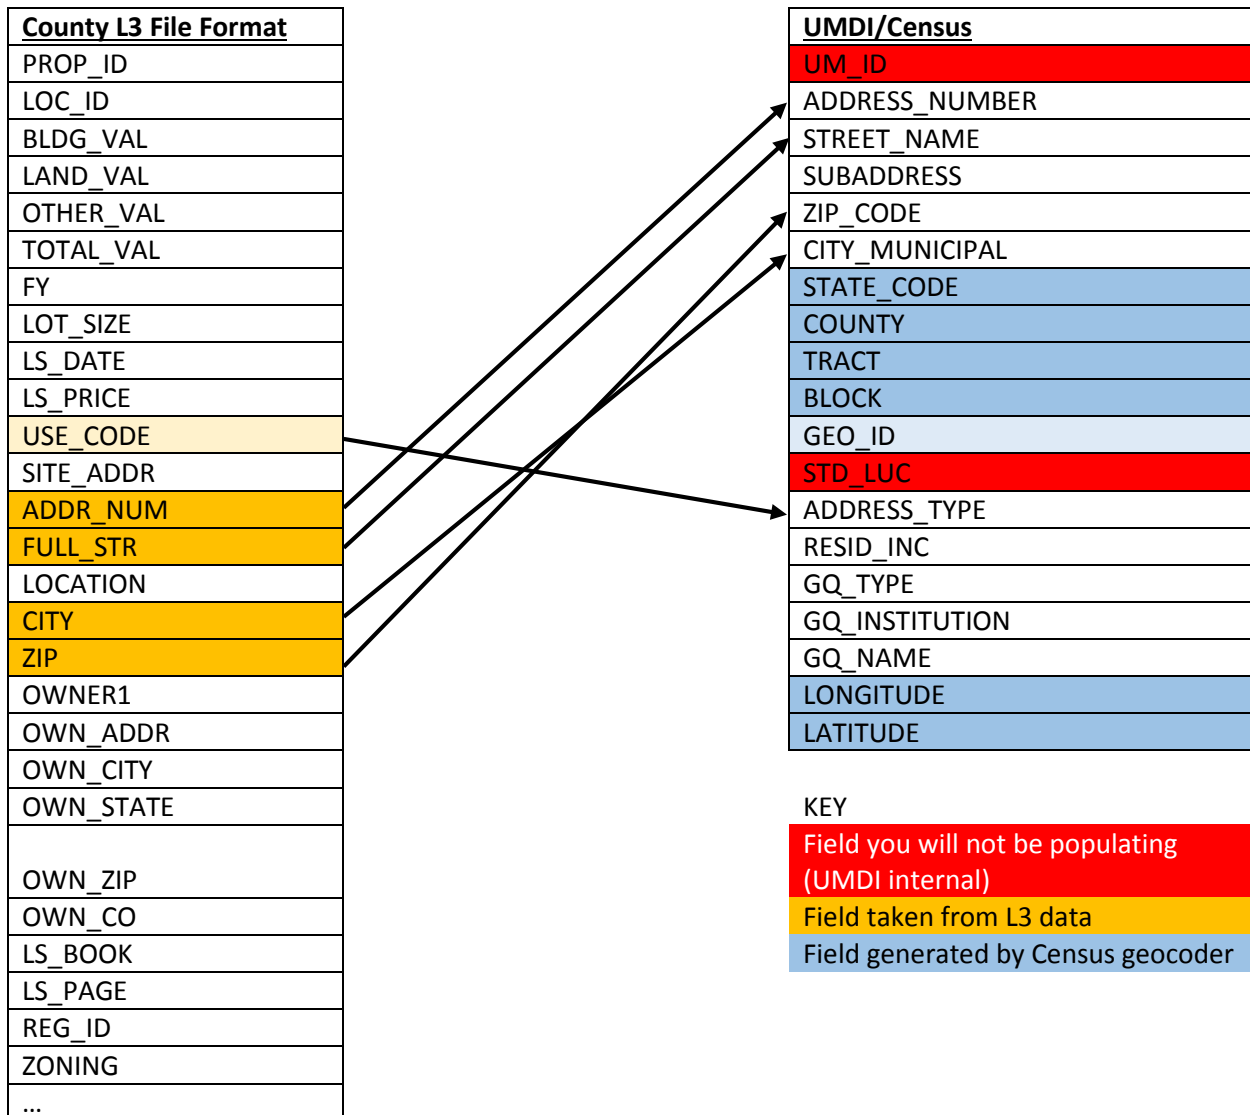 County L3 File Format
PROP_ID
LOC_ID
BLDG_VAL
LAND_VAL
OTHER_VAL
TOTAL_VAL
FY
LOT_SIZE
LS_DATE
LS_PRICE
USE_CODE
SITE_ADDR
ADDR_NUM
FULL_STR
LOCATION
CITY
ZIP
OWNER1
OWN_ADDR
OWN_CITY
OWN_STATE
OWN_ZIP
OWN_CO
LS_BOOK
LS_PAGE
REG_ID
ZONING
...
UMDI/Census
UM_ID
ADDRESS_NUMBER
STREET_NAME
SUBADDRESS
ZIP_CODE
CITY_MUNICIPAL
STATE_CODE
COUNTY
TRACT
BLOCK
GEO_ID
STD_LUC
ADDRESS_TYPE
RESID_INC
GQ_TYPE
GQ_INSTITUTION
GQ_NAME
LONGITUDE
LATITUDE
KEY
Field you will not be populating
(UMDI internal)
Field taken from L3 data
Field generated by Census geocoder